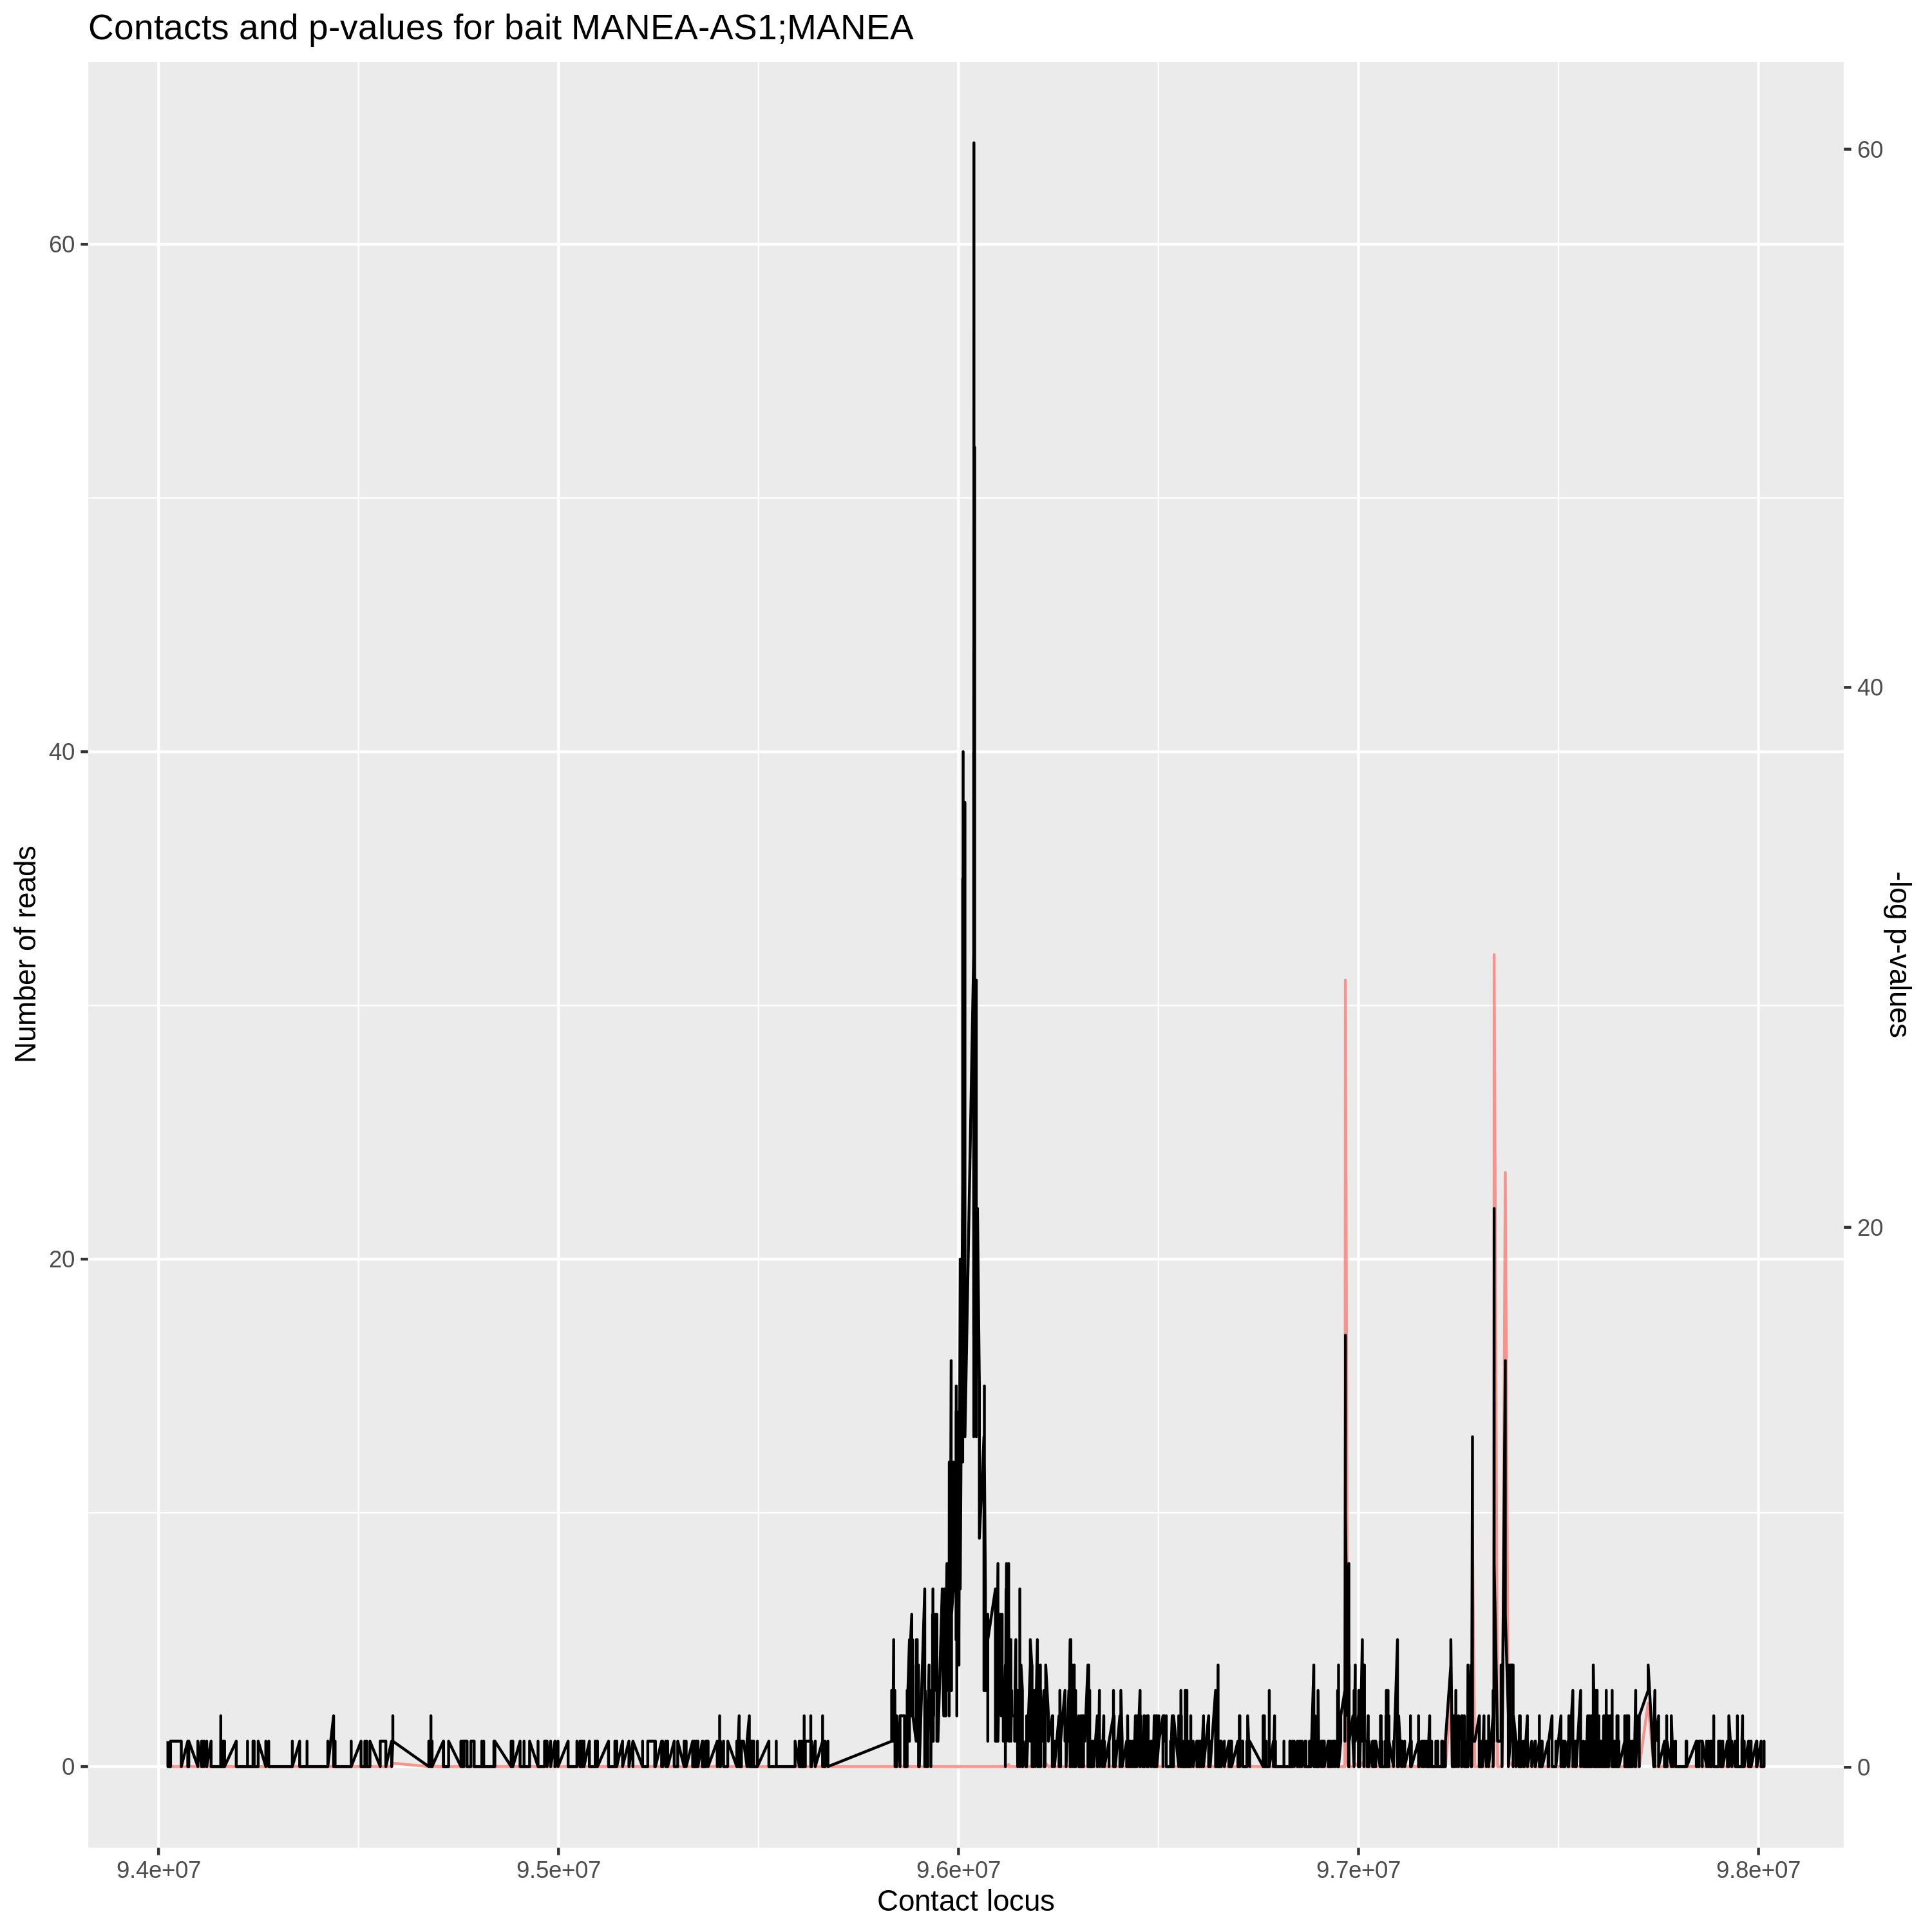 Contacts and p-values for bait MANEA-AS1;MANEA
60
40
20
0
Number of reads
60
40
20
0
-log p-values
9.4e+07 9.5e+07 9.6e+07 9.7e+07 9.8e+07
Contact locus